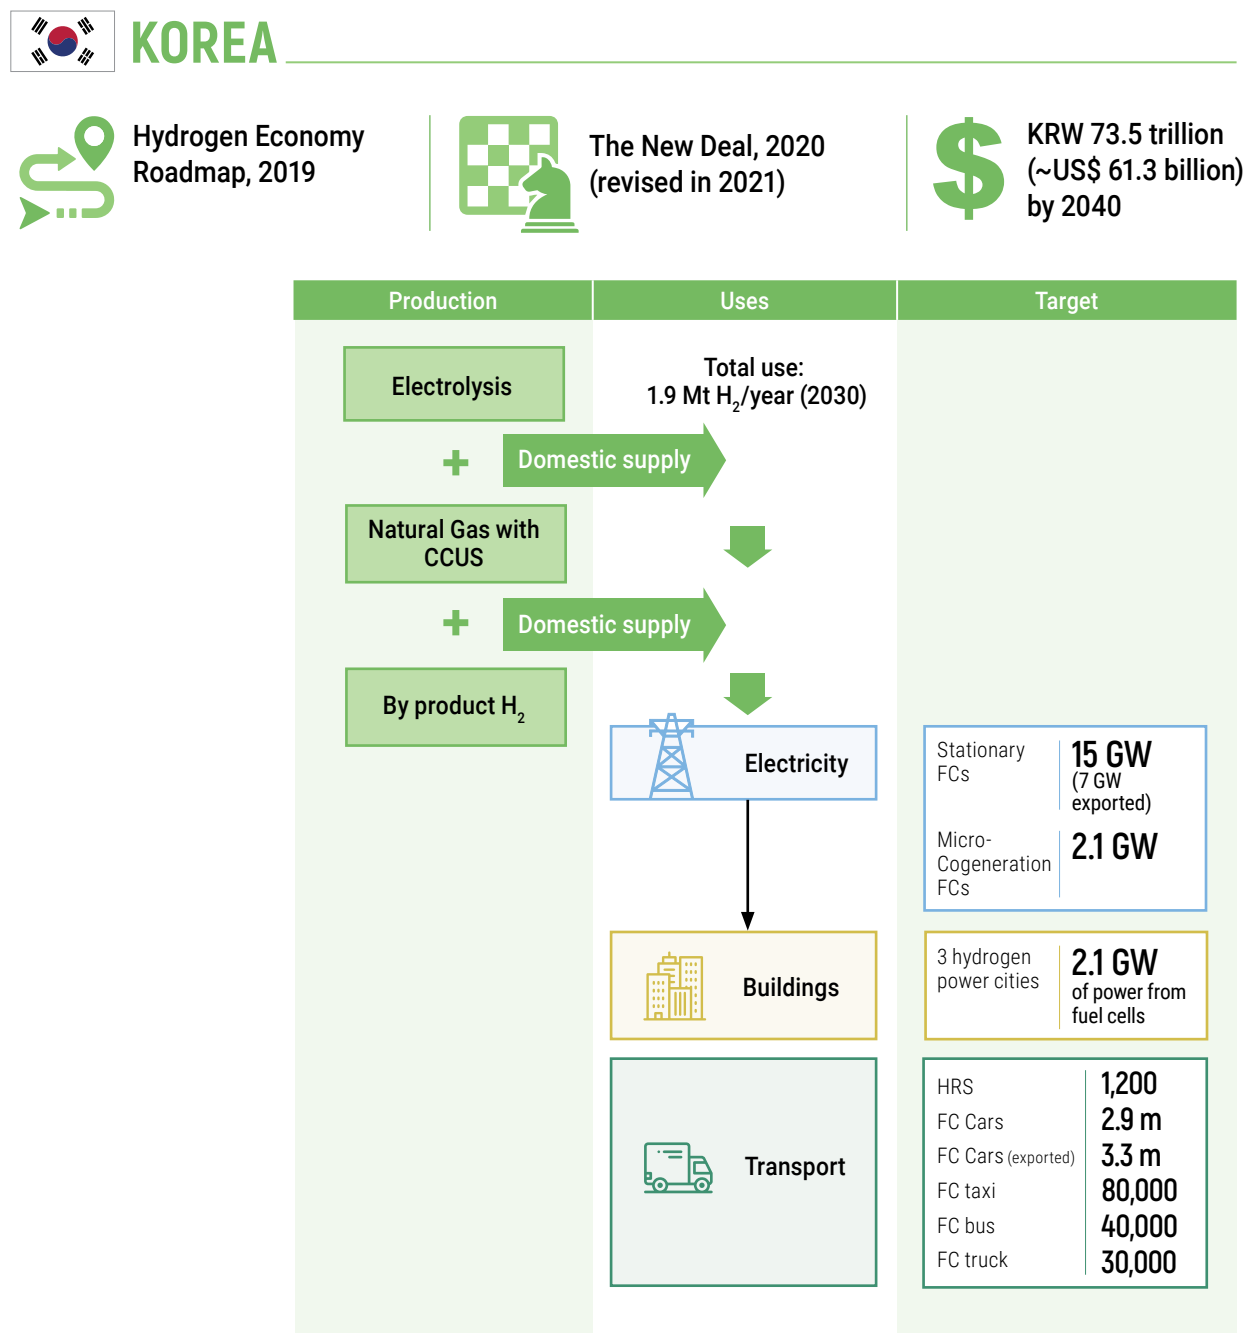 KOREA
Hydrogen Economy
Roadmap, 2019
The New Deal, 2020
(revised in 2021)
KRW 73.5 trillion
(~US$ 61.3 billion)
by 2040
Production
Uses
Target
Electrolysis
+
Domestic supply
Natural Gas with
CCUS
+
Domestic supply
By product H₂
Total use:
1.9 Mt H₂/year (2030)
Electricity
Stationary
FCs
15 GW
(7 GW
exported)
Micro-
Cogeneration
FCs
2.1 GW
Buildings
3 hydrogen
power cities
2.1 GW
of power from
fuel cells
Transport
HRS 1,200
FC Cars 2.9 m
FC Cars (exported) 3.3 m
FC taxi 80,000
FC bus 40,000
FC truck 30,000